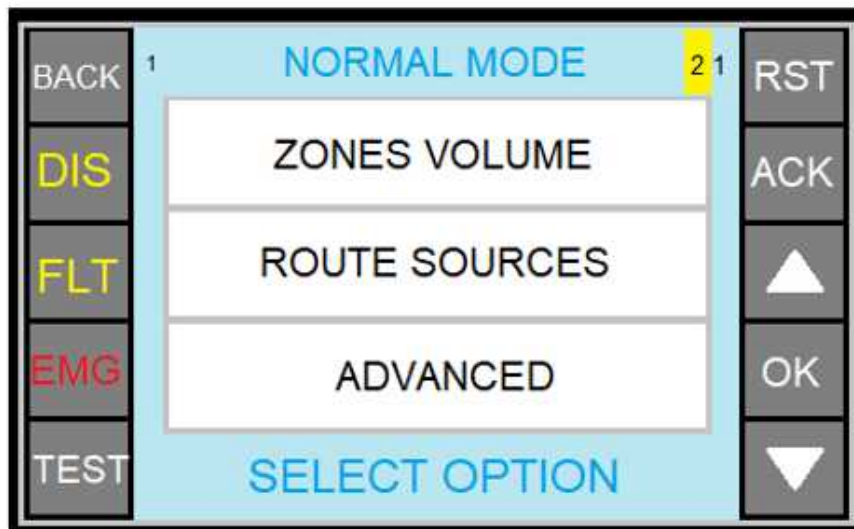 BACK
1
NORMAL MODE
2 1
RST
DIS
ZONES VOLUME
ACK
FLT
ROUTE SOURCES
EMG
ADVANCED
OK
TEST
SELECT OPTION